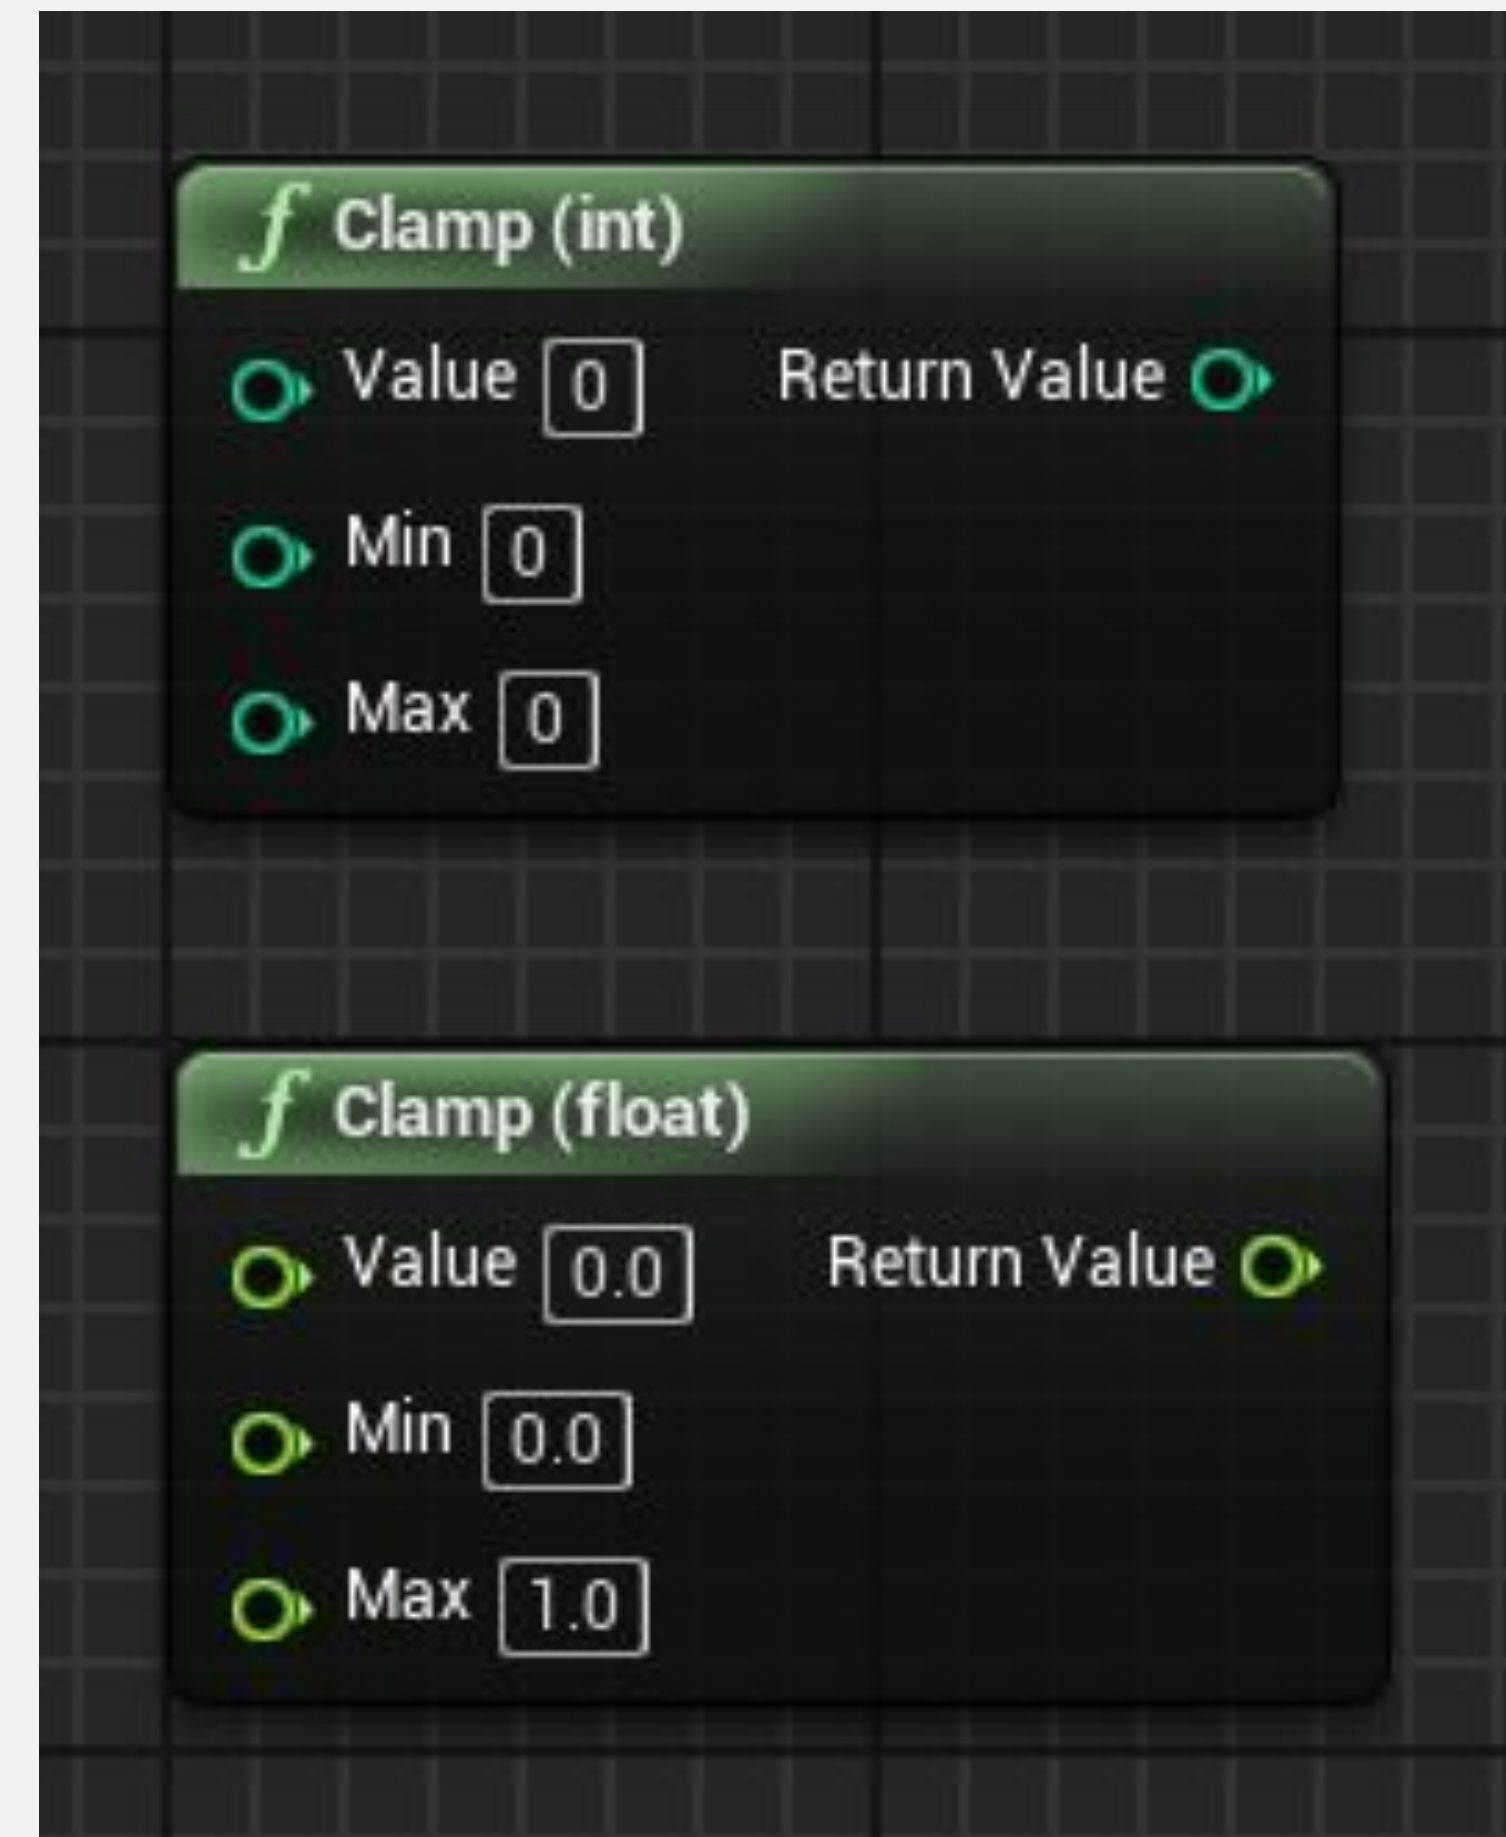 f Clamp (int)
Value 0 Return Value
Min 0
Max 0
f Clamp (float)
Value 0.0 Return Value
Min 0.0
Max 1.0